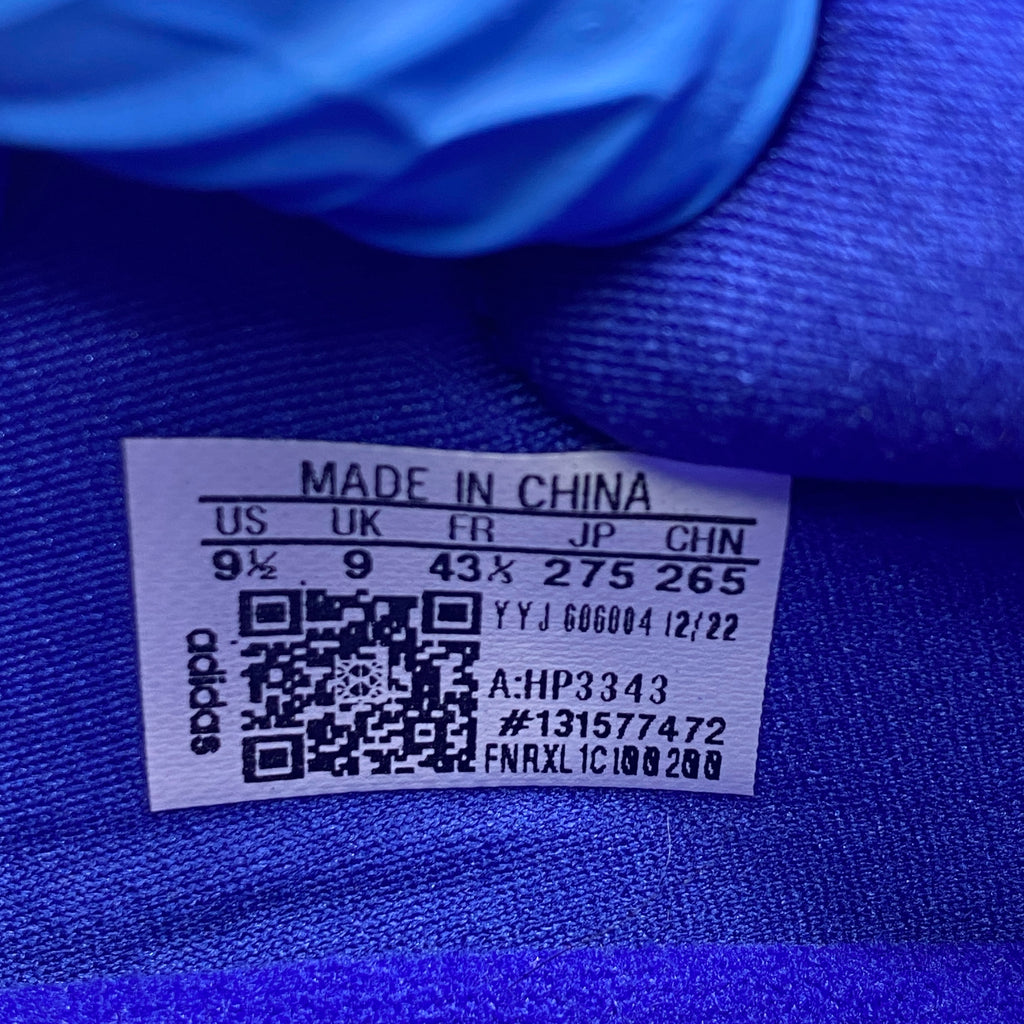 MADE IN CHINA
US UK FR JP CHN
9½ 9 43⅓ 275 265
YYJ 606004 12/22
adidas
A:HP3343
#131577472
FNRXL1C100200